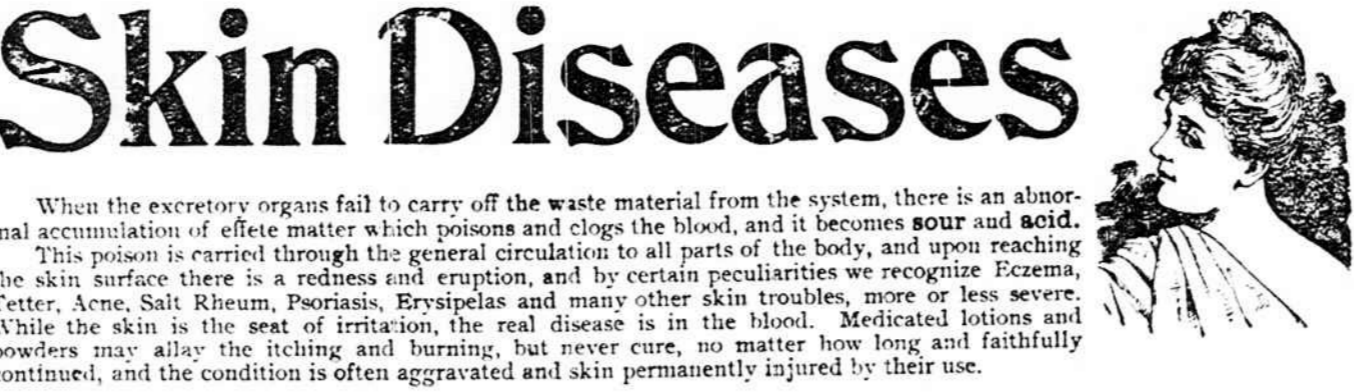 Skin Diseases
When the excretory organs fail to carry off the waste material from the system, there is an abnor-
mal accumulation of effete matter which poisons and clogs the blood, and it becomes sour and acid.
This poison is carried through the general circulation to all parts of the body, and upon reaching
the skin surface there is a redness and eruption, and by certain peculiarities we recognize Eczema,
Tetter, Acne, Salt Rheum, Psoriasis, Erysipelas and many other skin troubles, more or less severe.
While the skin is the seat of irritation, the real disease is in the blood. Medicated lotions and
powders may allay the itching and burning, but never cure, no matter how long and faithfully
continued, and the condition is often aggravated and skin permanently injured by their use.